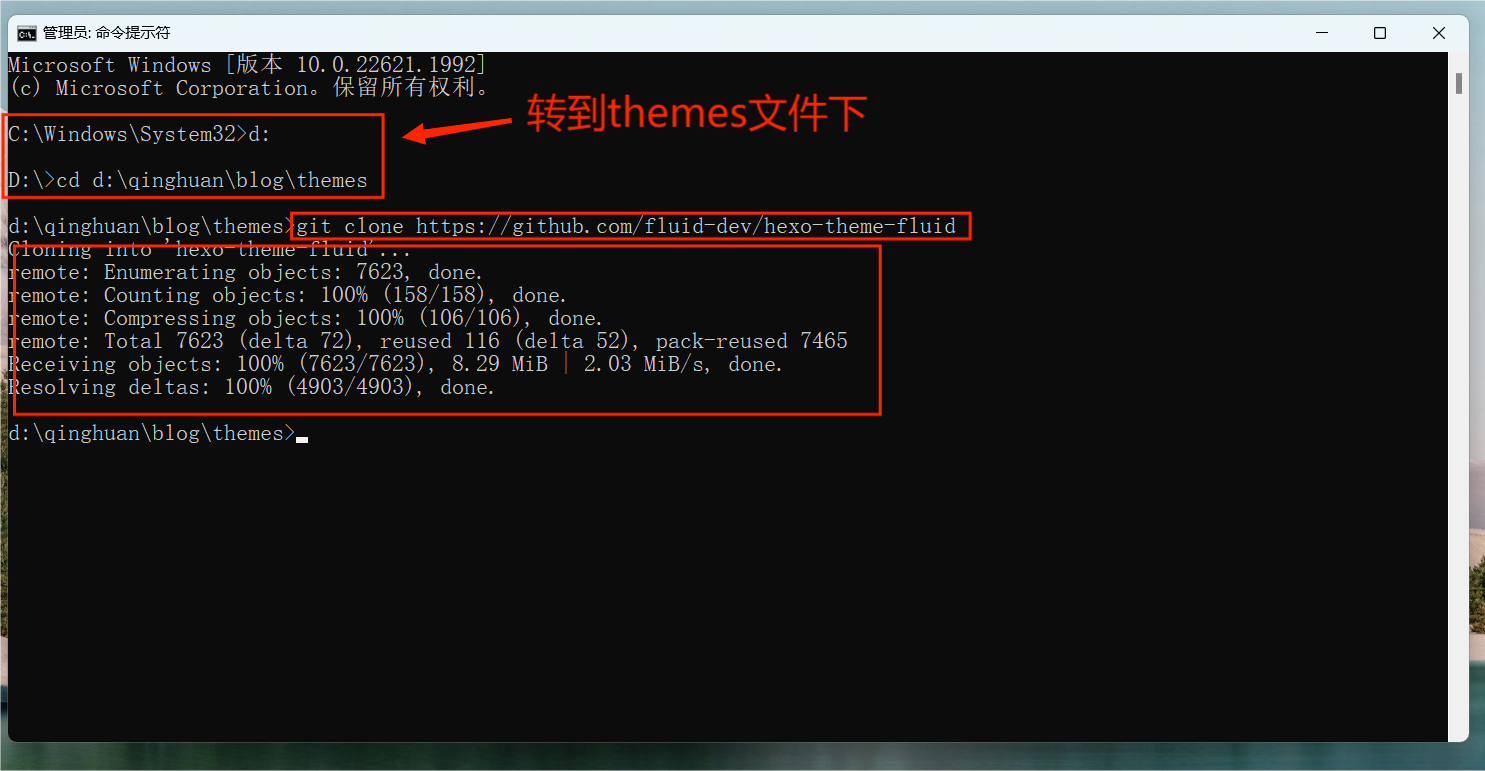 管理员: 命令提示符
Microsoft Windows [版本 10.0.22621.1992]
(c) Microsoft Corporation。保留所有权利。
转到themes文件下
C:\Windows\System32>d:
D:\>cd d:\qinghuan\blog\themes
d:\qinghuan\blog\themes>git clone https://github.com/fluid-dev/hexo-theme-fluid
Cloning into 'hexo-theme-fluid'...
remote: Enumerating objects: 7623, done.
remote: Counting objects: 100% (158/158), done.
remote: Compressing objects: 100% (106/106), done.
remote: Total 7623 (delta 72), reused 116 (delta 52), pack-reused 7465
Receiving objects: 100% (7623/7623), 8.29 MiB | 2.03 MiB/s, done.
Resolving deltas: 100% (4903/4903), done.
d:\qinghuan\blog\themes>